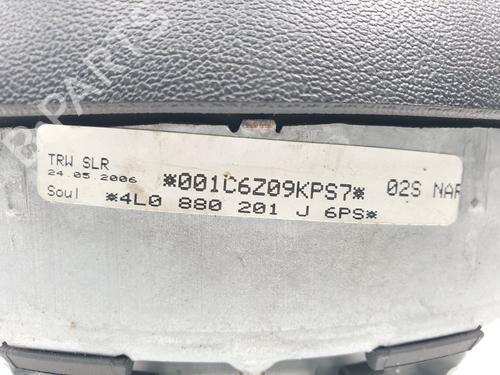 TRW SLR
24.05.2006 *001C6Z09KPS7* 02S NAR
Soul *4L0 880 201 J 6PS*
B-PARTS